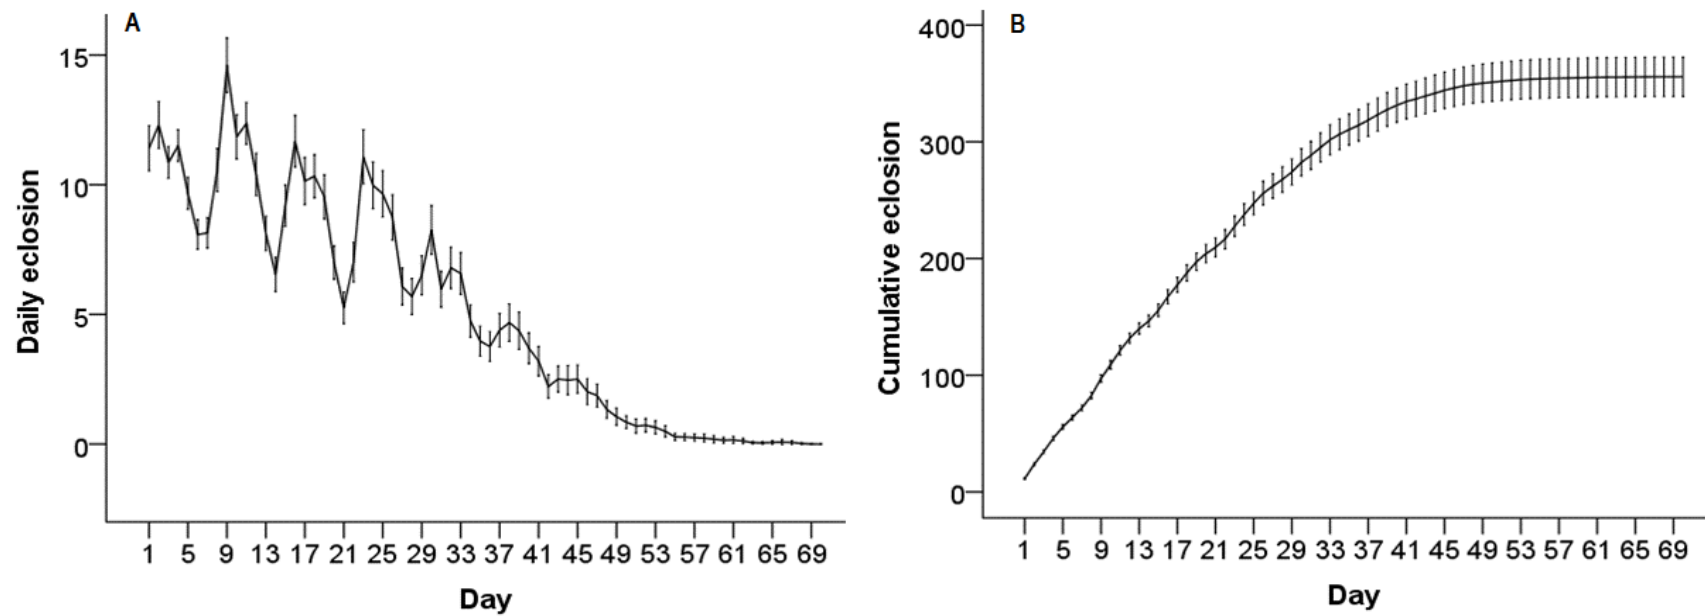 A
Daily eclosion
15
10
5
0
1 5 9 13 17 21 25 29 33 37 41 45 49 53 57 61 65 69
Day
B
Cumulative eclosion
400
300
200
100
0
1 5 9 13 17 21 25 29 33 37 41 45 49 53 57 61 65 69
Day